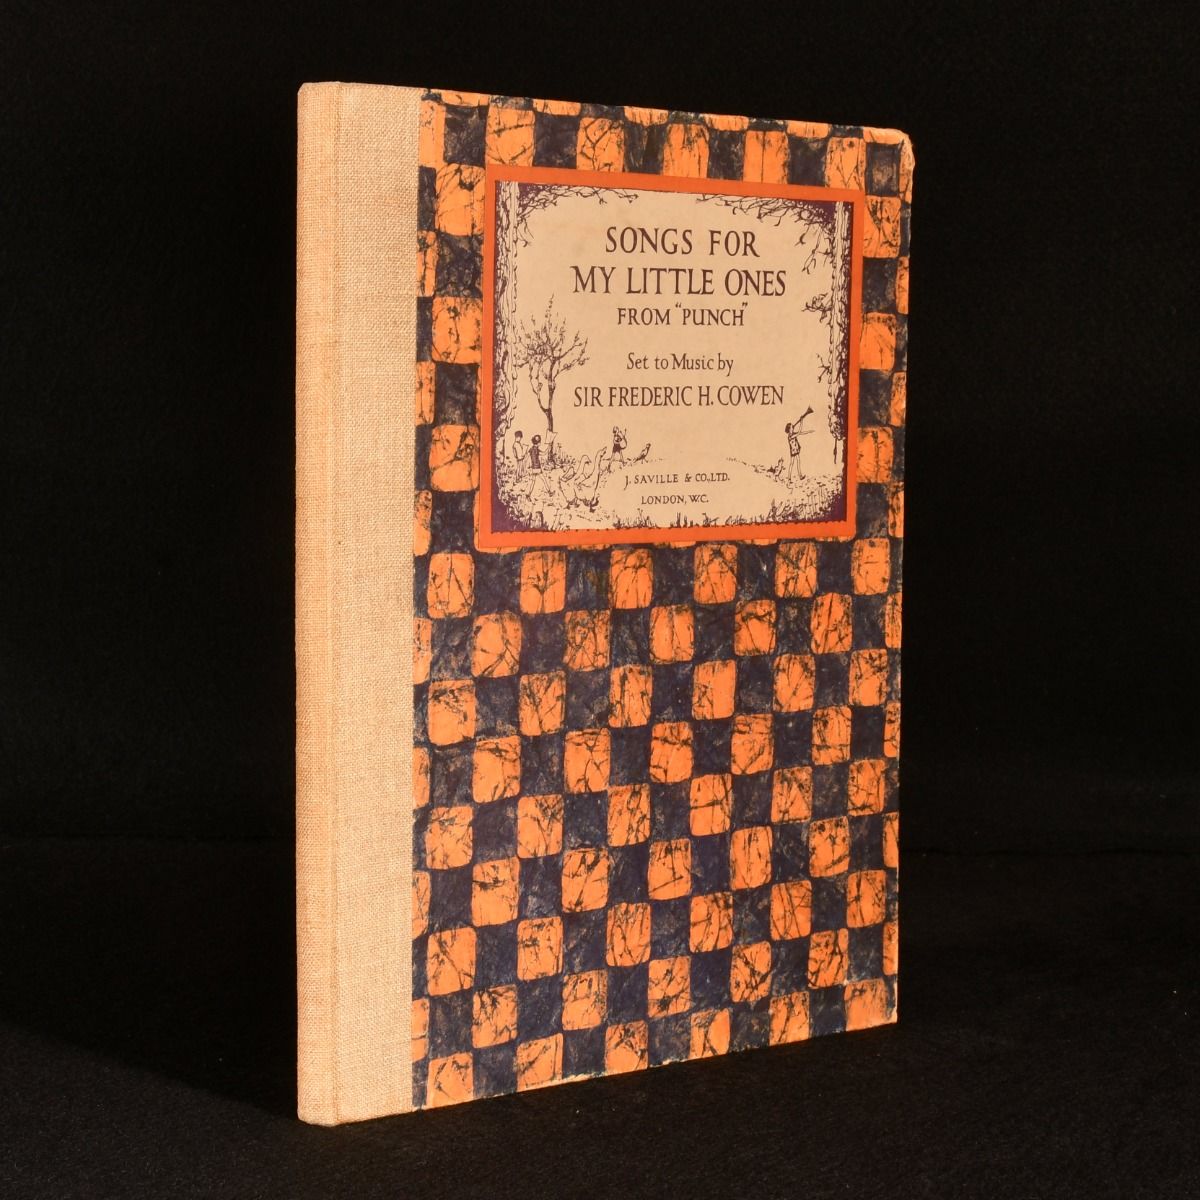 SONGS FOR
MY LITTLE ONES
FROM "PUNCH"
Set to Music by
SIR FREDERIC H. COWEN
J. SAVILLE & CO., LTD.
LONDON, W.C.